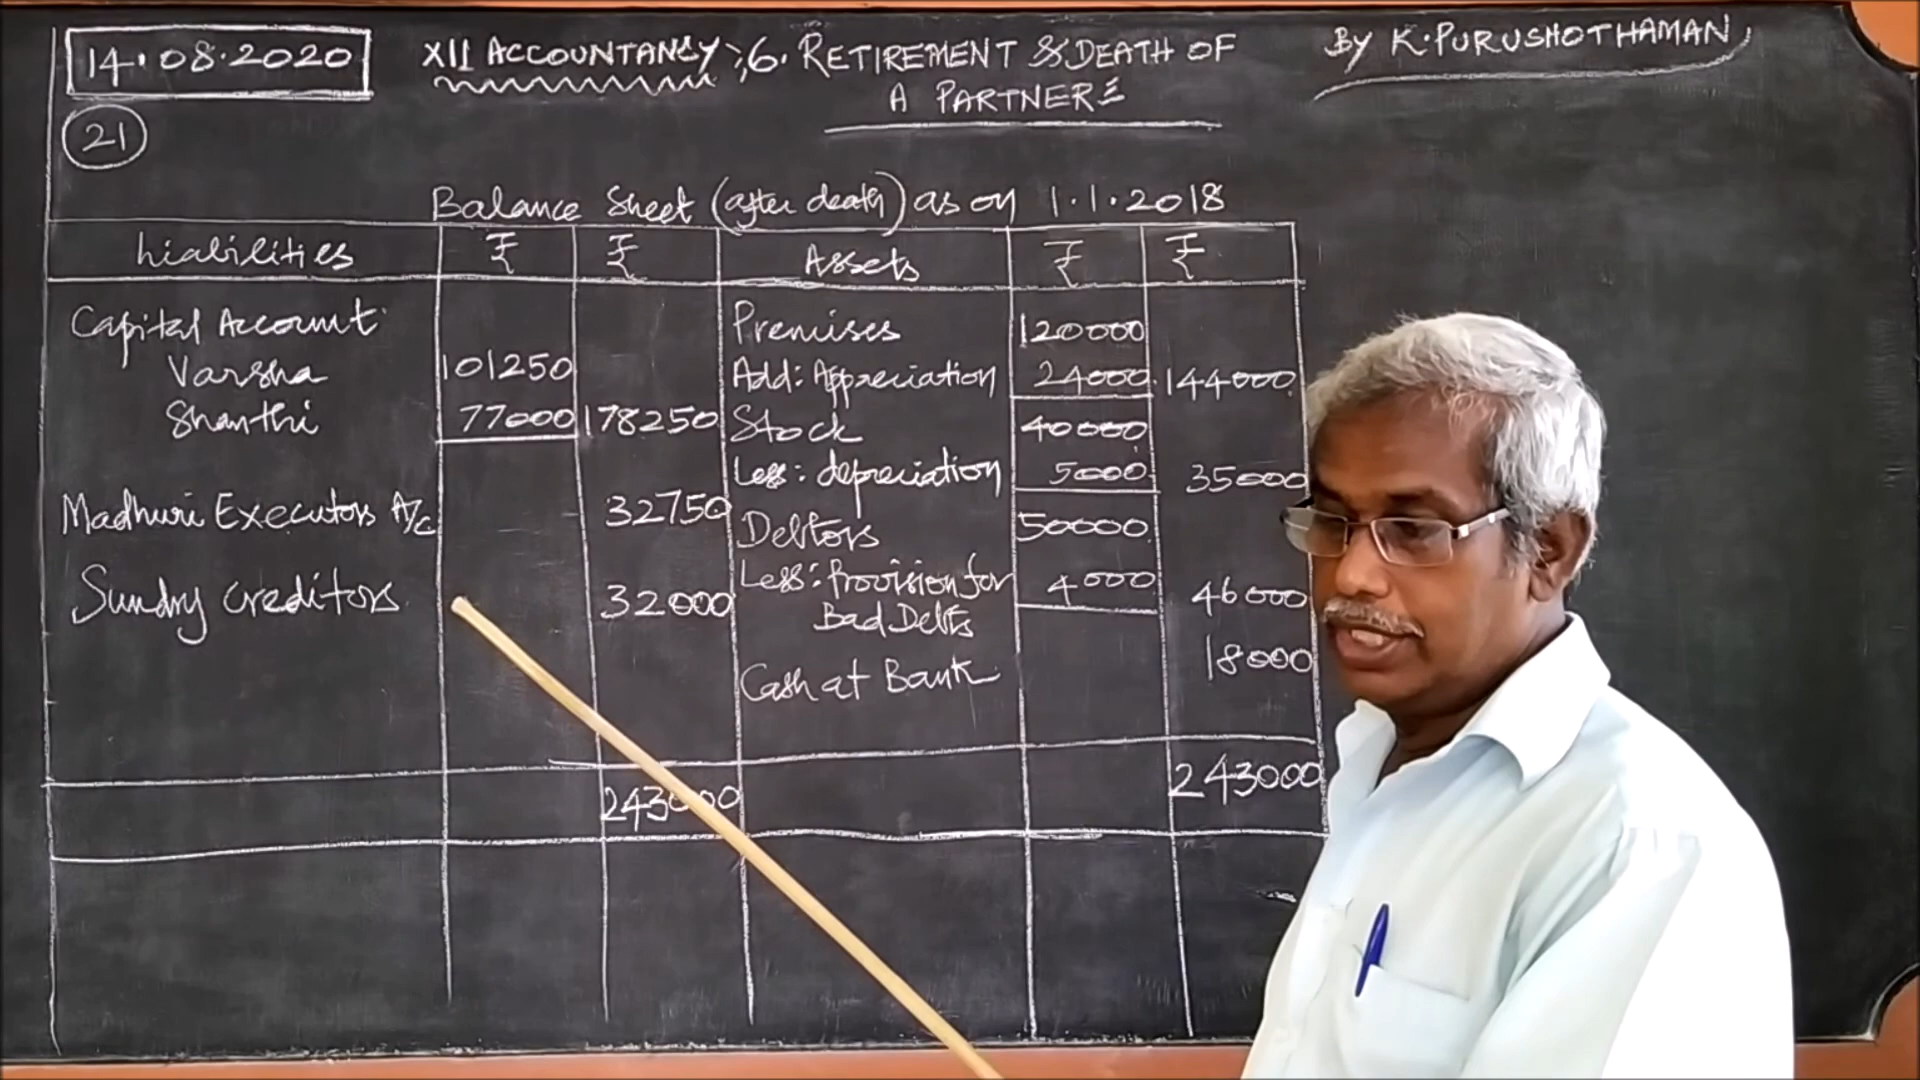 14.08.2020
XII ACCOUNTANCY ; 6. RETIREMENT & DEATH OF
A PARTNER
By K. PURUSHOTHAMAN
21
Balance Sheet (after death) as on 1.1.2018
Liabilities ₹ ₹ Assets ₹ ₹
Capital Account Premises 120000
Varsha 101250 Add: Appreciation 24000 144000
Shanthi 77000 178250 Stock 40000
Less: depreciation 5000 35000
Madhuri Executors A/c 32750 Debtors 50000
Sundry Creditors 32000 Less: Provision for 4000 46000
Bad Debts
Cash at Bank 18000
243000 243000